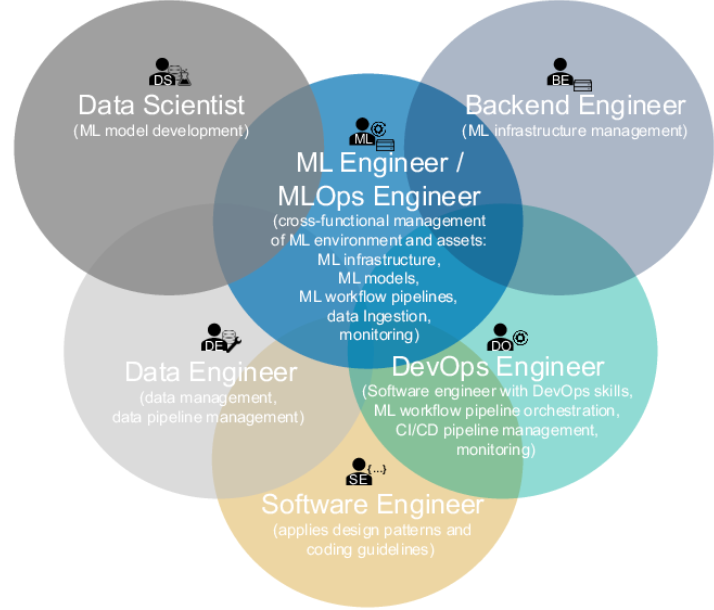 DS
Data Scientist
(ML model development)
BE
Backend Engineer
(ML infrastructure management)
ML
ML Engineer /
MLOps Engineer
(cross-functional management
of ML environment and assets:
ML infrastructure,
ML models,
ML workflow pipelines,
data Ingestion,
monitoring)
DE
Data Engineer
(data management,
data pipeline management)
DO
DevOps Engineer
(Software engineer with DevOps skills,
ML workflow pipeline orchestration,
CI/CD pipeline management,
monitoring)
SE {...}
Software Engineer
(applies design patterns and
coding guidelines)